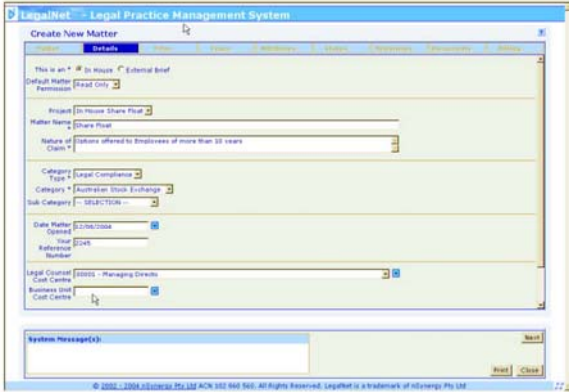 LegalNet - Legal Practice Management System
Create New Matter
Details
This is an * In House External Brief
Default Matter Permission Read Only
Project In House Share Float
Matter Name * Share Float
Nature of Claim * Options offered to Employees of more than 10 years
Category Type * Legal Compliance
Category * Australian Stock Exchange
Sub Category -- SELECTION --
Date Matter Opened 12/06/2004
Your Reference Number 2245
Legal Counsel Cost Centre 00001 - Managing Directo
Business Unit Cost Centre
System Message(s):
Next
Print Close
© 2002 - 2004 nSynergy Pty Ltd ACN 102 660 560. All Rights Reserved. LegalNet is a trademark of nSynergy Pty Ltd